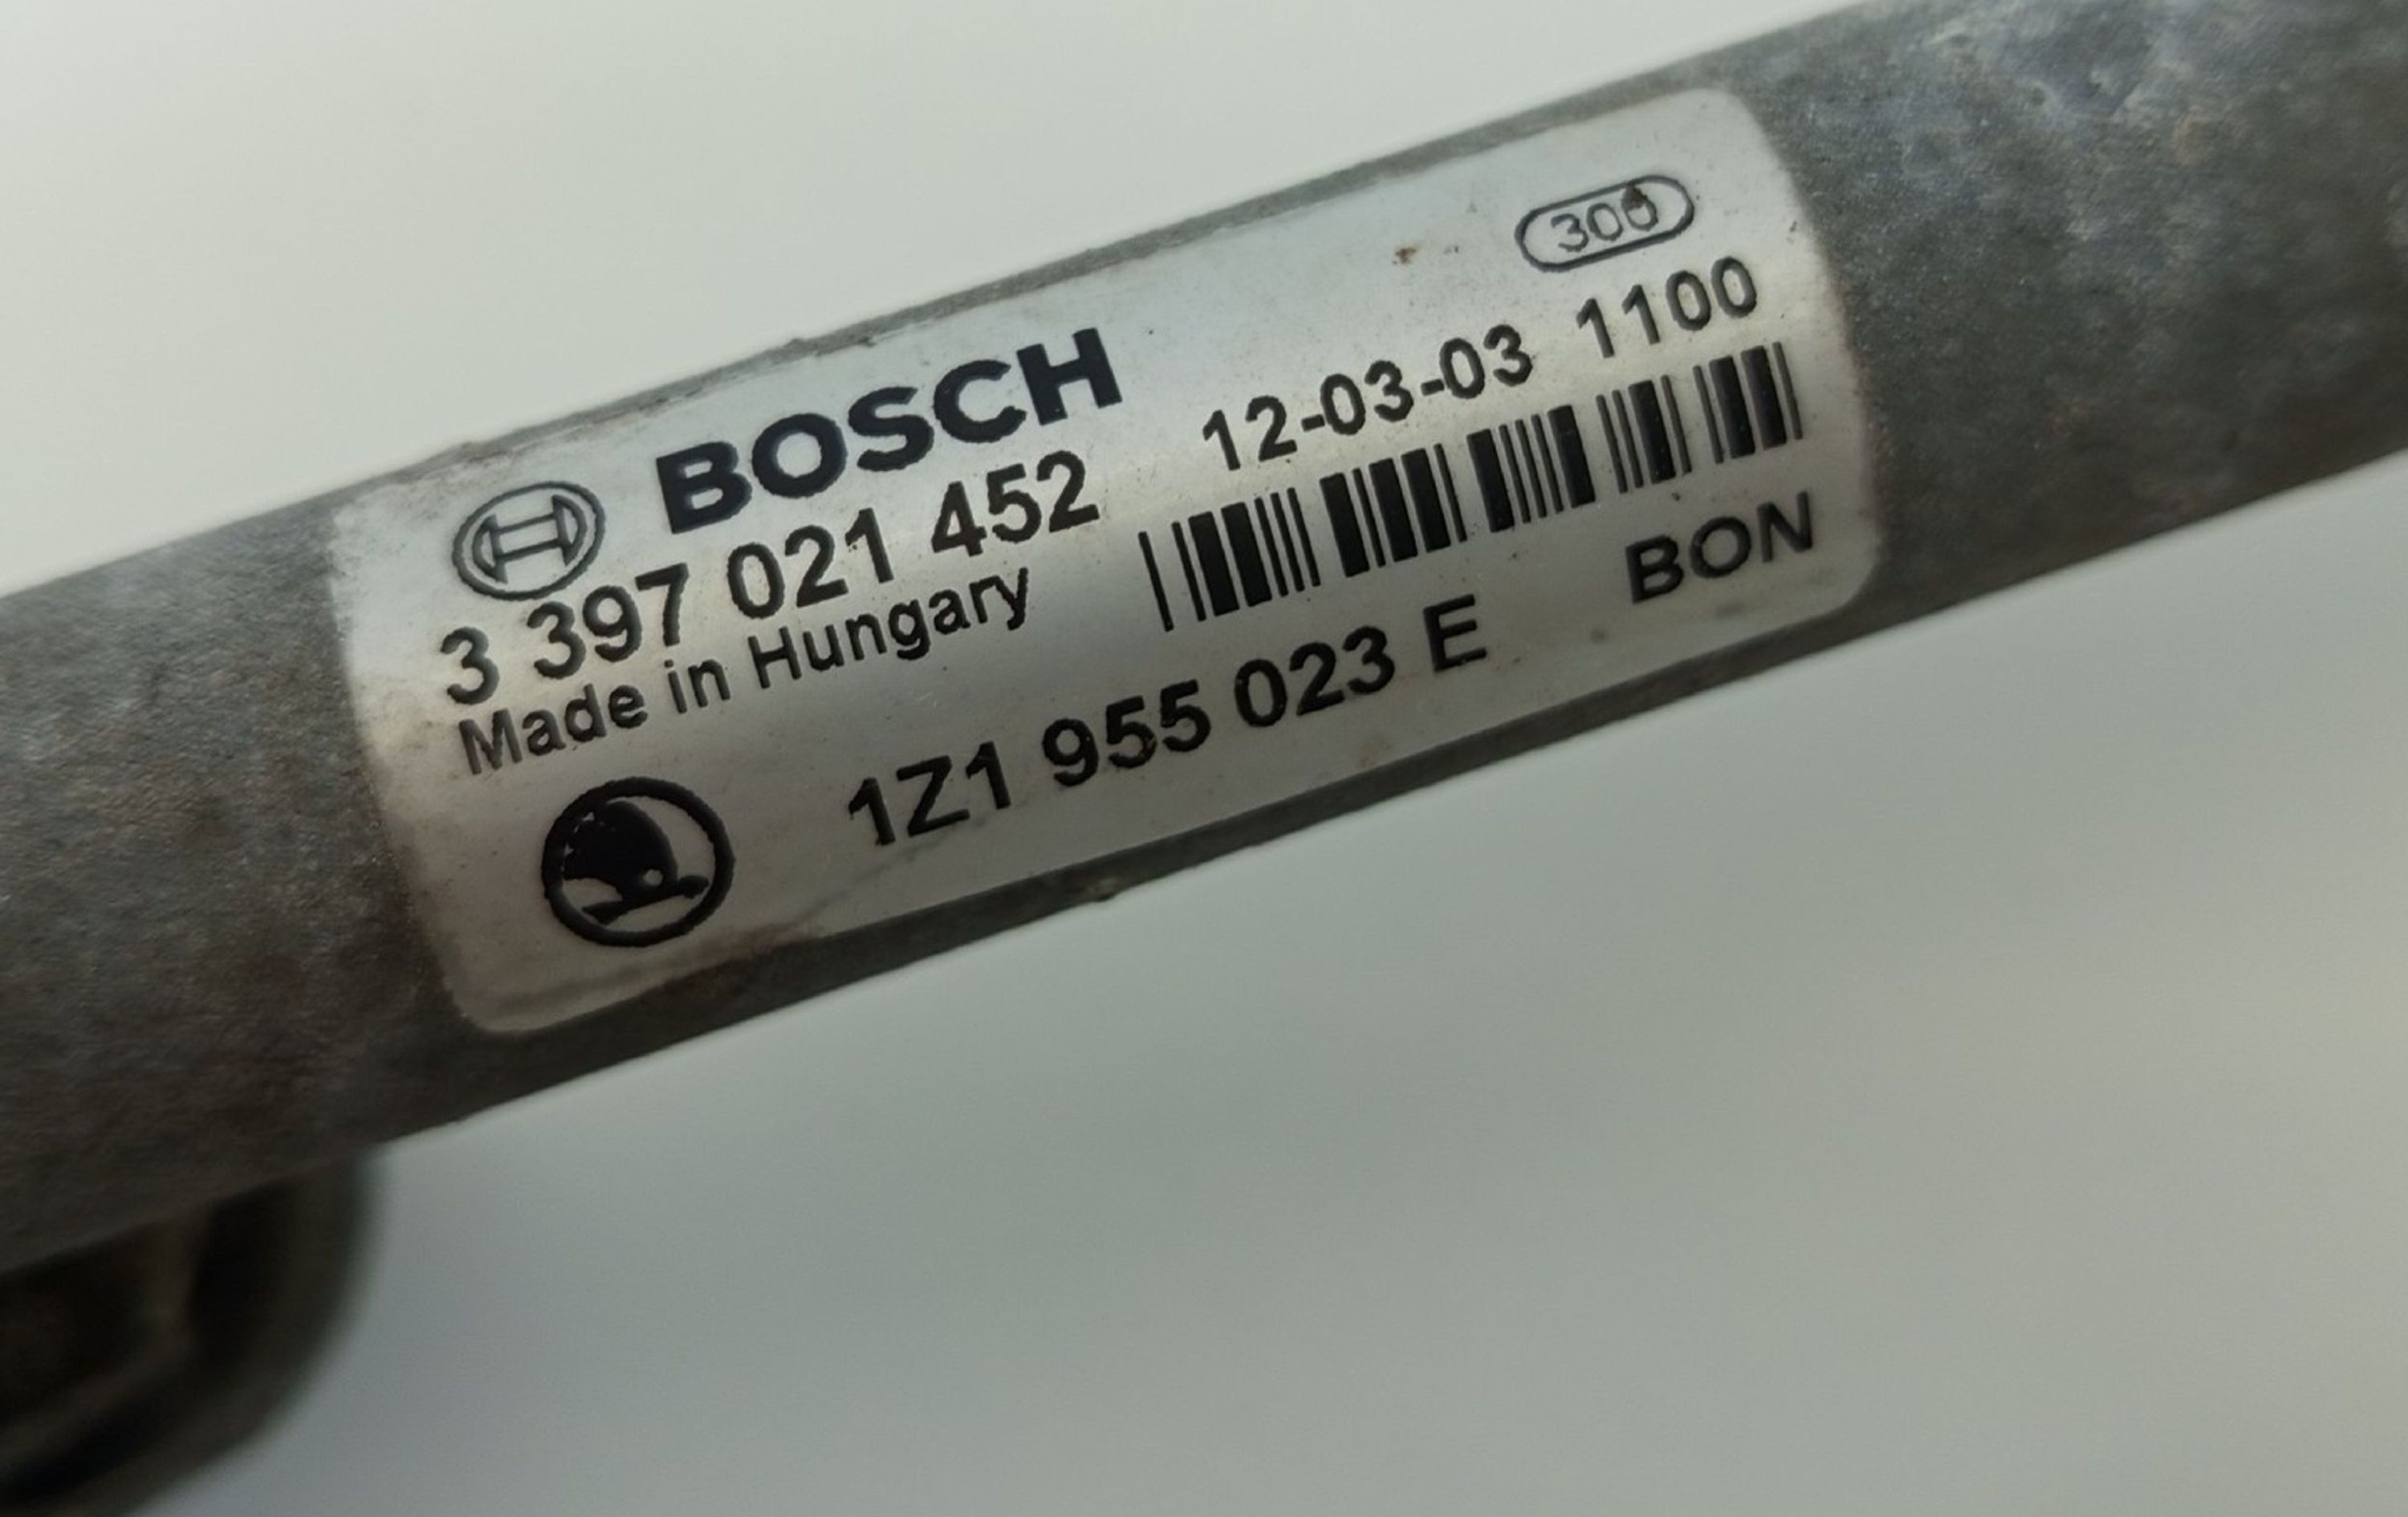 300
BOSCH
3 397 021 452 12-03-03 1100
Made in Hungary
BON
1Z1 955 023 E